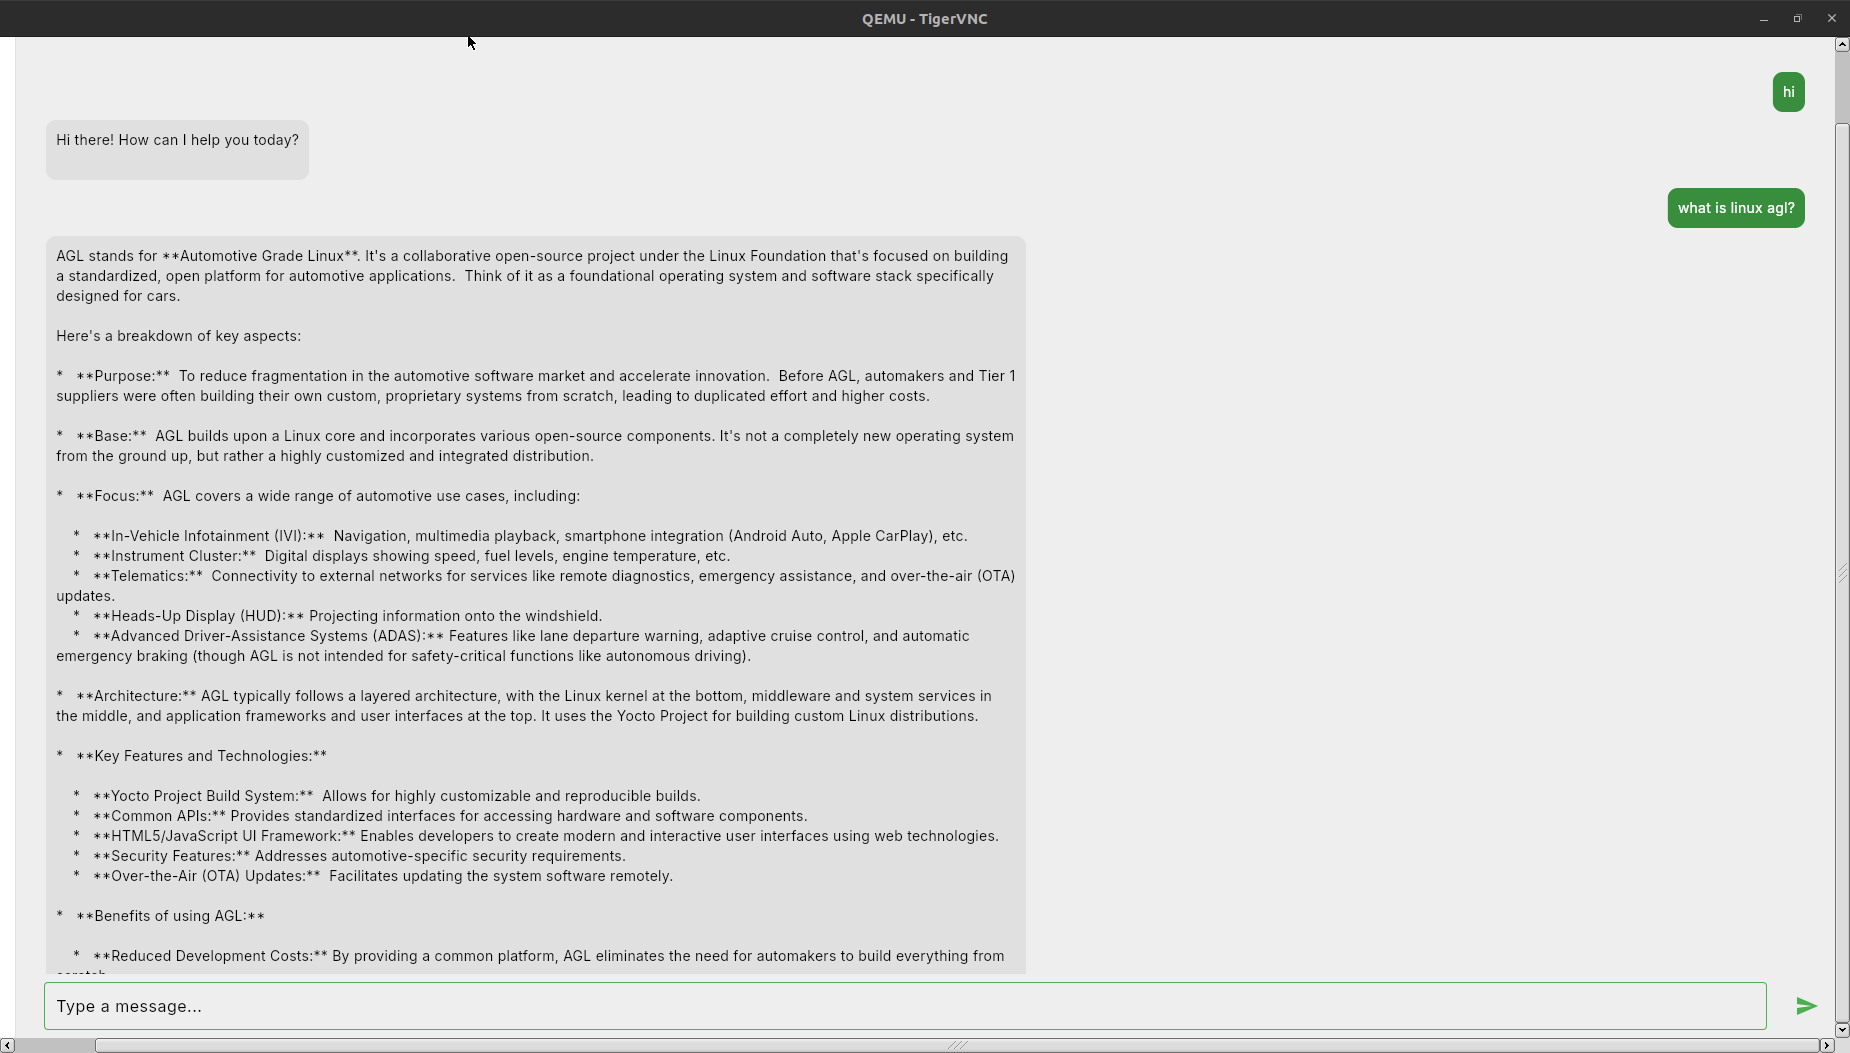 QEMU - TigerVNC
hi
Hi there! How can I help you today?
what is linux agl?
AGL stands for **Automotive Grade Linux**. It's a collaborative open-source project under the Linux Foundation that's focused on building
a standardized, open platform for automotive applications.  Think of it as a foundational operating system and software stack specifically
designed for cars.
Here's a breakdown of key aspects:
*   **Purpose:**  To reduce fragmentation in the automotive software market and accelerate innovation.  Before AGL, automakers and Tier 1
suppliers were often building their own custom, proprietary systems from scratch, leading to duplicated effort and higher costs.
*   **Base:**  AGL builds upon a Linux core and incorporates various open-source components. It's not a completely new operating system
from the ground up, but rather a highly customized and integrated distribution.
*   **Focus:**  AGL covers a wide range of automotive use cases, including:
*   **In-Vehicle Infotainment (IVI):**  Navigation, multimedia playback, smartphone integration (Android Auto, Apple CarPlay), etc.
*   **Instrument Cluster:**  Digital displays showing speed, fuel levels, engine temperature, etc.
*   **Telematics:**  Connectivity to external networks for services like remote diagnostics, emergency assistance, and over-the-air (OTA)
updates.
*   **Heads-Up Display (HUD):** Projecting information onto the windshield.
*   **Advanced Driver-Assistance Systems (ADAS):** Features like lane departure warning, adaptive cruise control, and automatic
emergency braking (though AGL is not intended for safety-critical functions like autonomous driving).
*   **Architecture:** AGL typically follows a layered architecture, with the Linux kernel at the bottom, middleware and system services in
the middle, and application frameworks and user interfaces at the top. It uses the Yocto Project for building custom Linux distributions.
*   **Key Features and Technologies:**
*   **Yocto Project Build System:**  Allows for highly customizable and reproducible builds.
*   **Common APIs:** Provides standardized interfaces for accessing hardware and software components.
*   **HTML5/JavaScript UI Framework:** Enables developers to create modern and interactive user interfaces using web technologies.
*   **Security Features:** Addresses automotive-specific security requirements.
*   **Over-the-Air (OTA) Updates:**  Facilitates updating the system software remotely.
*   **Benefits of using AGL:**
*   **Reduced Development Costs:** By providing a common platform, AGL eliminates the need for automakers to build everything from
Type a message...